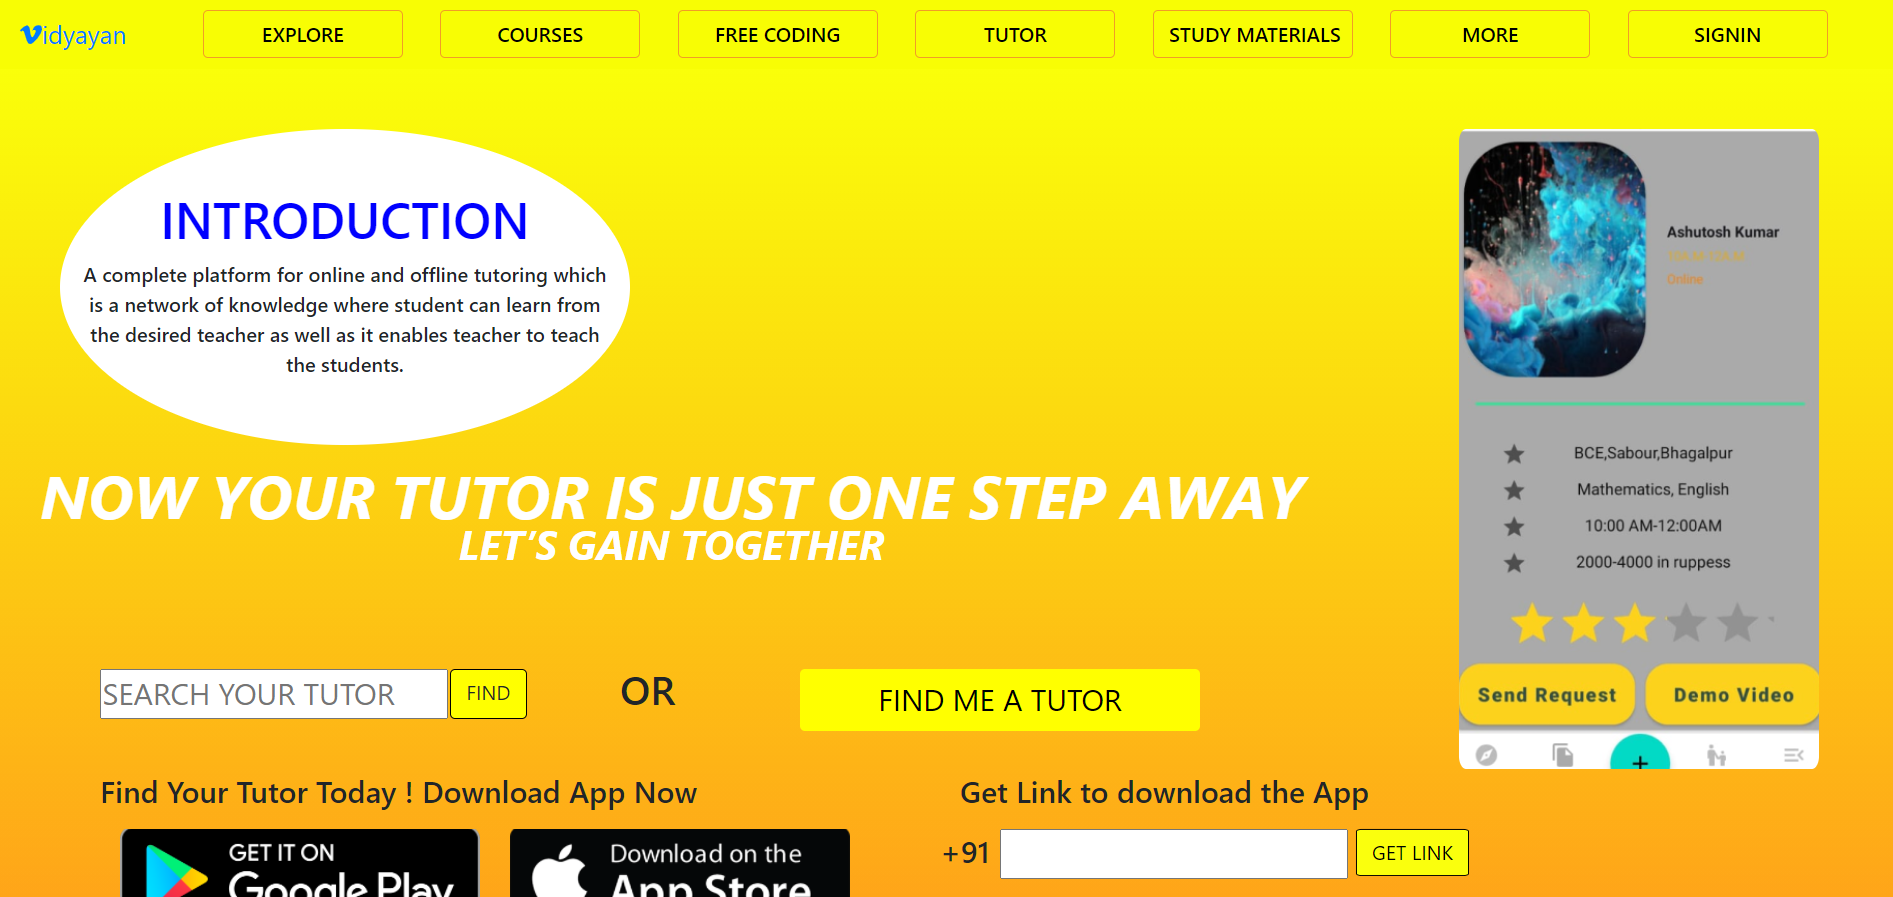 Vidyayan
EXPLORE
COURSES
FREE CODING
TUTOR
STUDY MATERIALS
MORE
SIGNIN
INTRODUCTION
A complete platform for online and offline tutoring which
is a network of knowledge where student can learn from
the desired teacher as well as it enables teacher to teach
the students.
NOW YOUR TUTOR IS JUST ONE STEP AWAY
LET'S GAIN TOGETHER
SEARCH YOUR TUTOR
FIND
OR
FIND ME A TUTOR
Find Your Tutor Today ! Download App Now
GET IT ON
Google Play
Download on the
App Store
Get Link to download the App
+91
GET LINK
Ashutosh Kumar
Online
BCE,Sabour,Bhagalpur
Mathematics, English
10:00 AM-12:00AM
2000-4000 in ruppess
Send Request
Demo Video